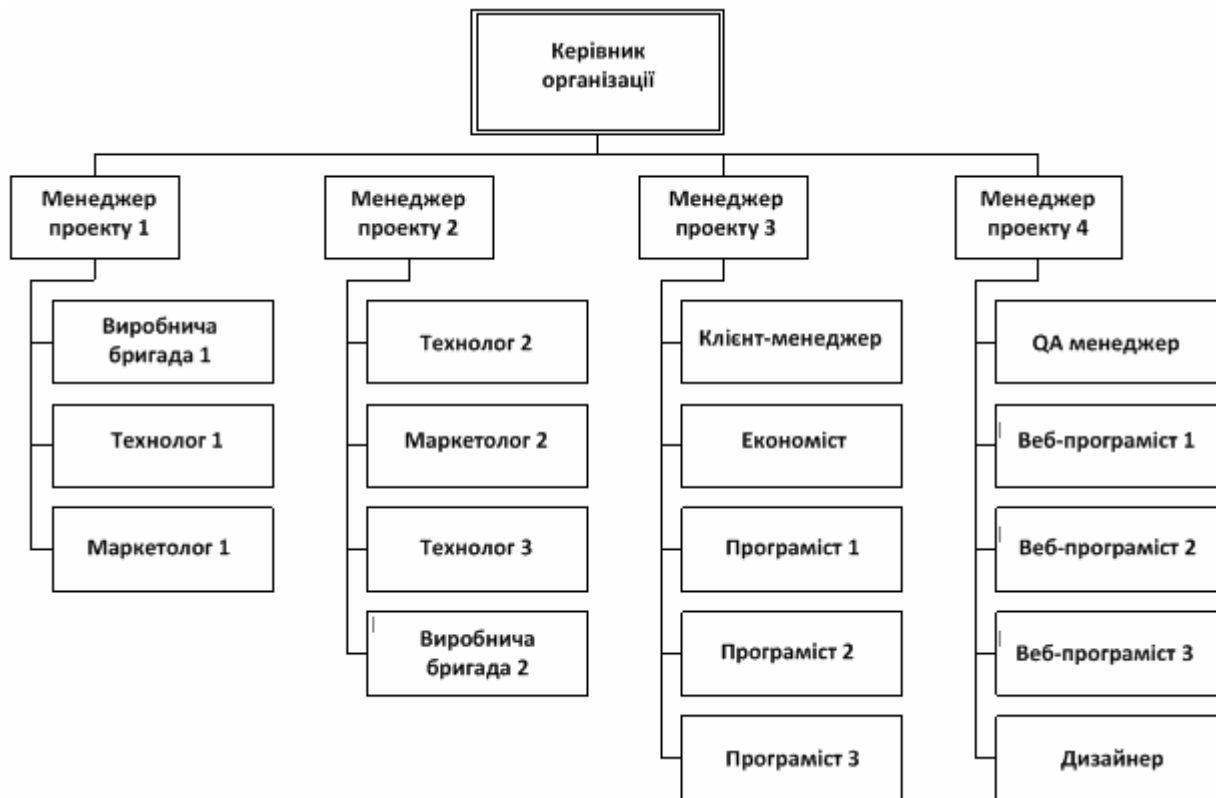 Керівник
організації
Менеджер
проекту 1
Менеджер
проекту 2
Менеджер
проекту 3
Менеджер
проекту 4
Виробнича
бригада 1
Технолог 1
Маркетолог 1
Технолог 2
Маркетолог 2
Технолог 3
Виробнича
бригада 2
Клієнт-менеджер
Економіст
Програміст 1
Програміст 2
Програміст 3
QA менеджер
Веб-програміст 1
Веб-програміст 2
Веб-програміст 3
Дизайнер